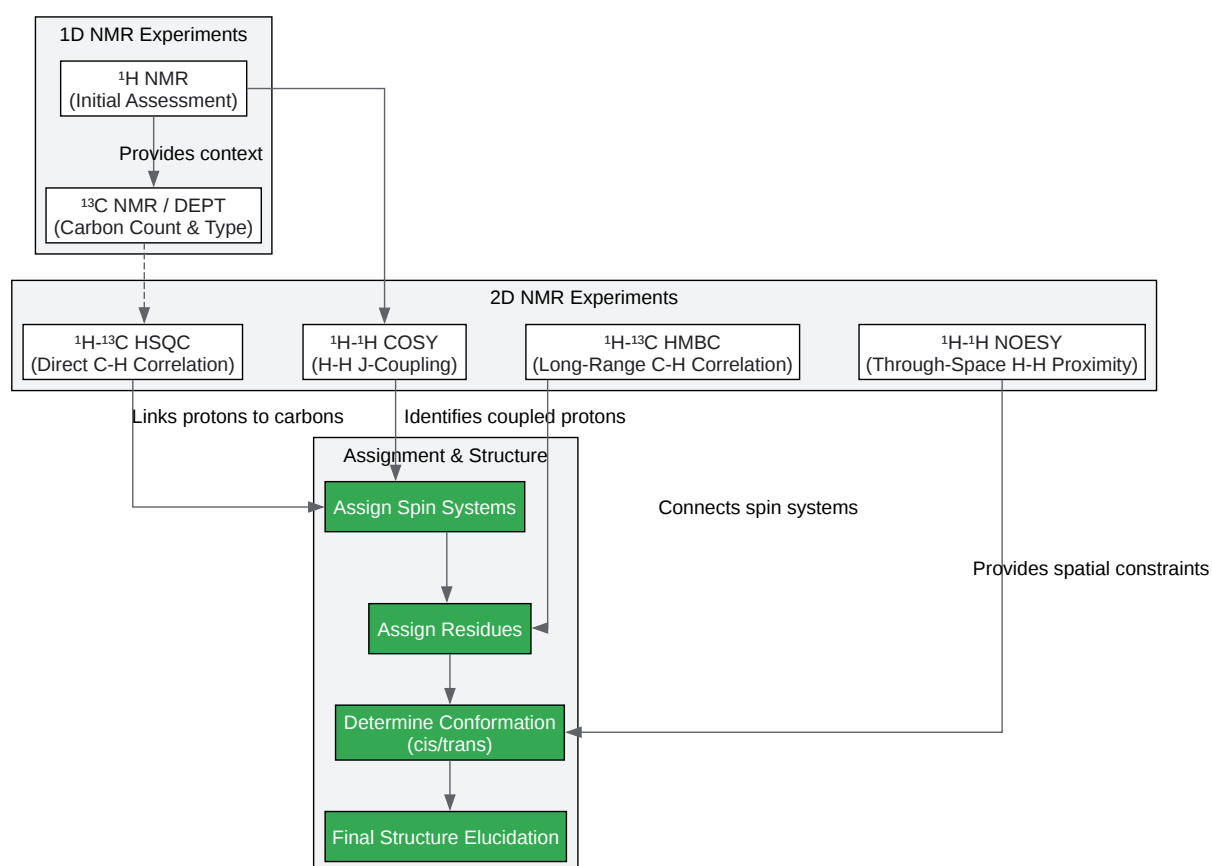 1D NMR Experiments
¹H NMR
(Initial Assessment)
Provides context
¹³C NMR / DEPT
(Carbon Count & Type)
2D NMR Experiments
¹H-¹³C HSQC
(Direct C-H Correlation)
¹H-¹H COSY
(H-H J-Coupling)
¹H-¹³C HMBC
(Long-Range C-H Correlation)
¹H-¹H NOESY
(Through-Space H-H Proximity)
Links protons to carbons
Identifies coupled protons
Assignment & Structure
Assign Spin Systems
Connects spin systems
Provides spatial constraints
Assign Residues
Determine Conformation
(cis/trans)
Final Structure Elucidation